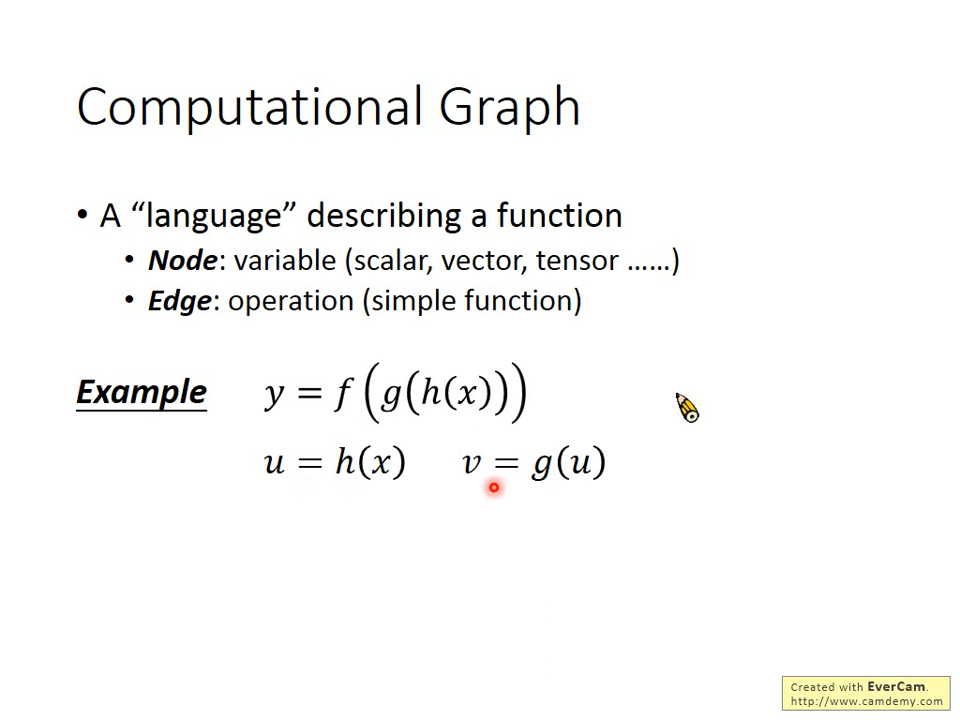 Computational Graph
• A “language” describing a function
• Node: variable (scalar, vector, tensor ……)
• Edge: operation (simple function)
Example y = f(g(h(x)))
u = h(x) v = g(u)
Created with EverCam.
http://www.camdemy.com